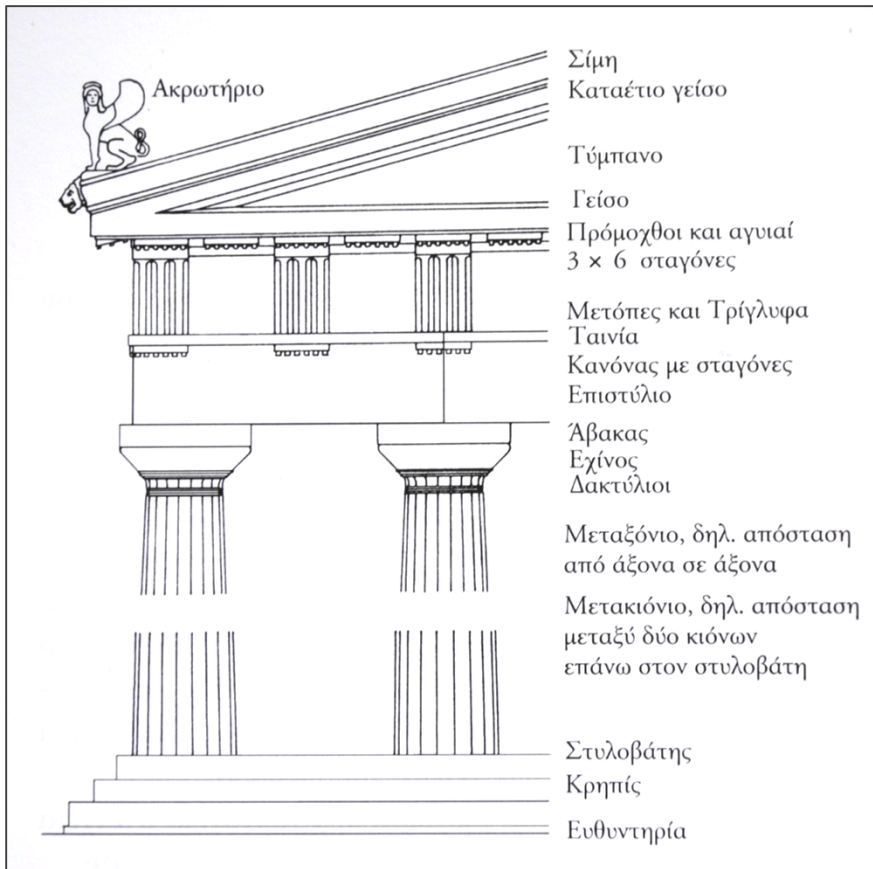 Ακρωτήριο
Σίμη
Καταέτιο γείσο
Τύμπανο
Γείσο
Πρόμοχθοι και αγυιαί
3 × 6 σταγόνες
Μετόπες και Τρίγλυφα
Ταινία
Κανόνας με σταγόνες
Επιστύλιο
Άβακας
Εχίνος
Δακτύλιοι
Μεταξόνιο, δηλ. απόσταση
από άξονα σε άξονα
Μετακιόνιο, δηλ. απόσταση
μεταξύ δύο κιόνων
επάνω στον στυλοβάτη
Στυλοβάτης
Κρηπίς
Ευθυντηρία